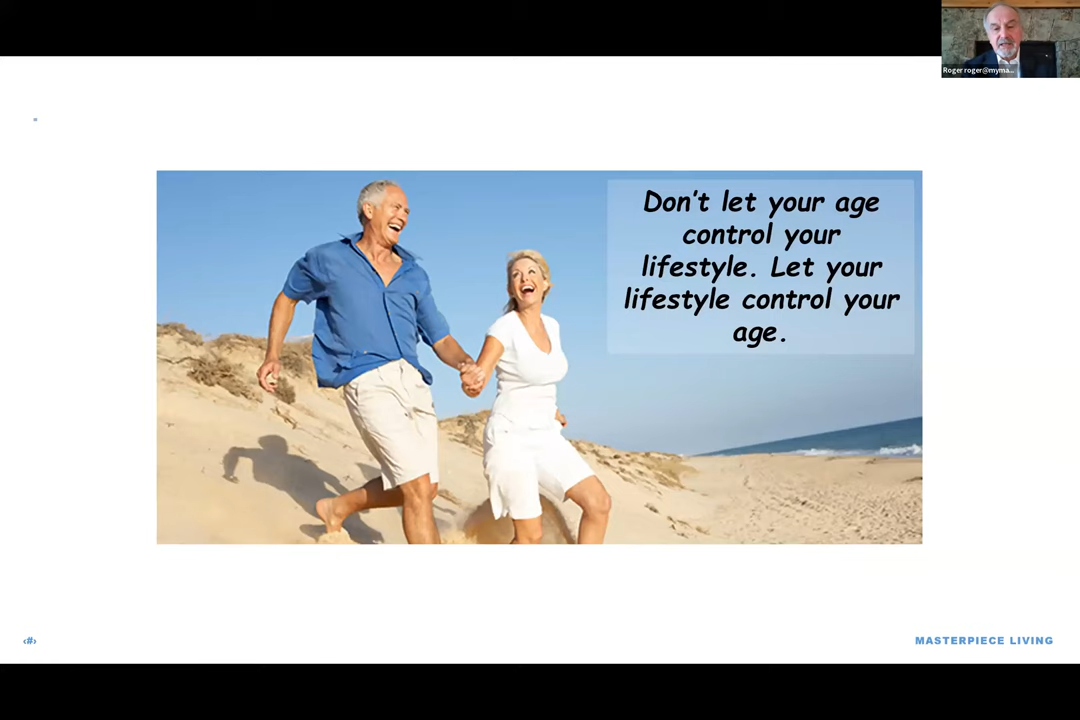 Roger roger@myma...
Don't let your age
control your
lifestyle. Let your
lifestyle control your
age.
‹#›
MASTERPIECE LIVING